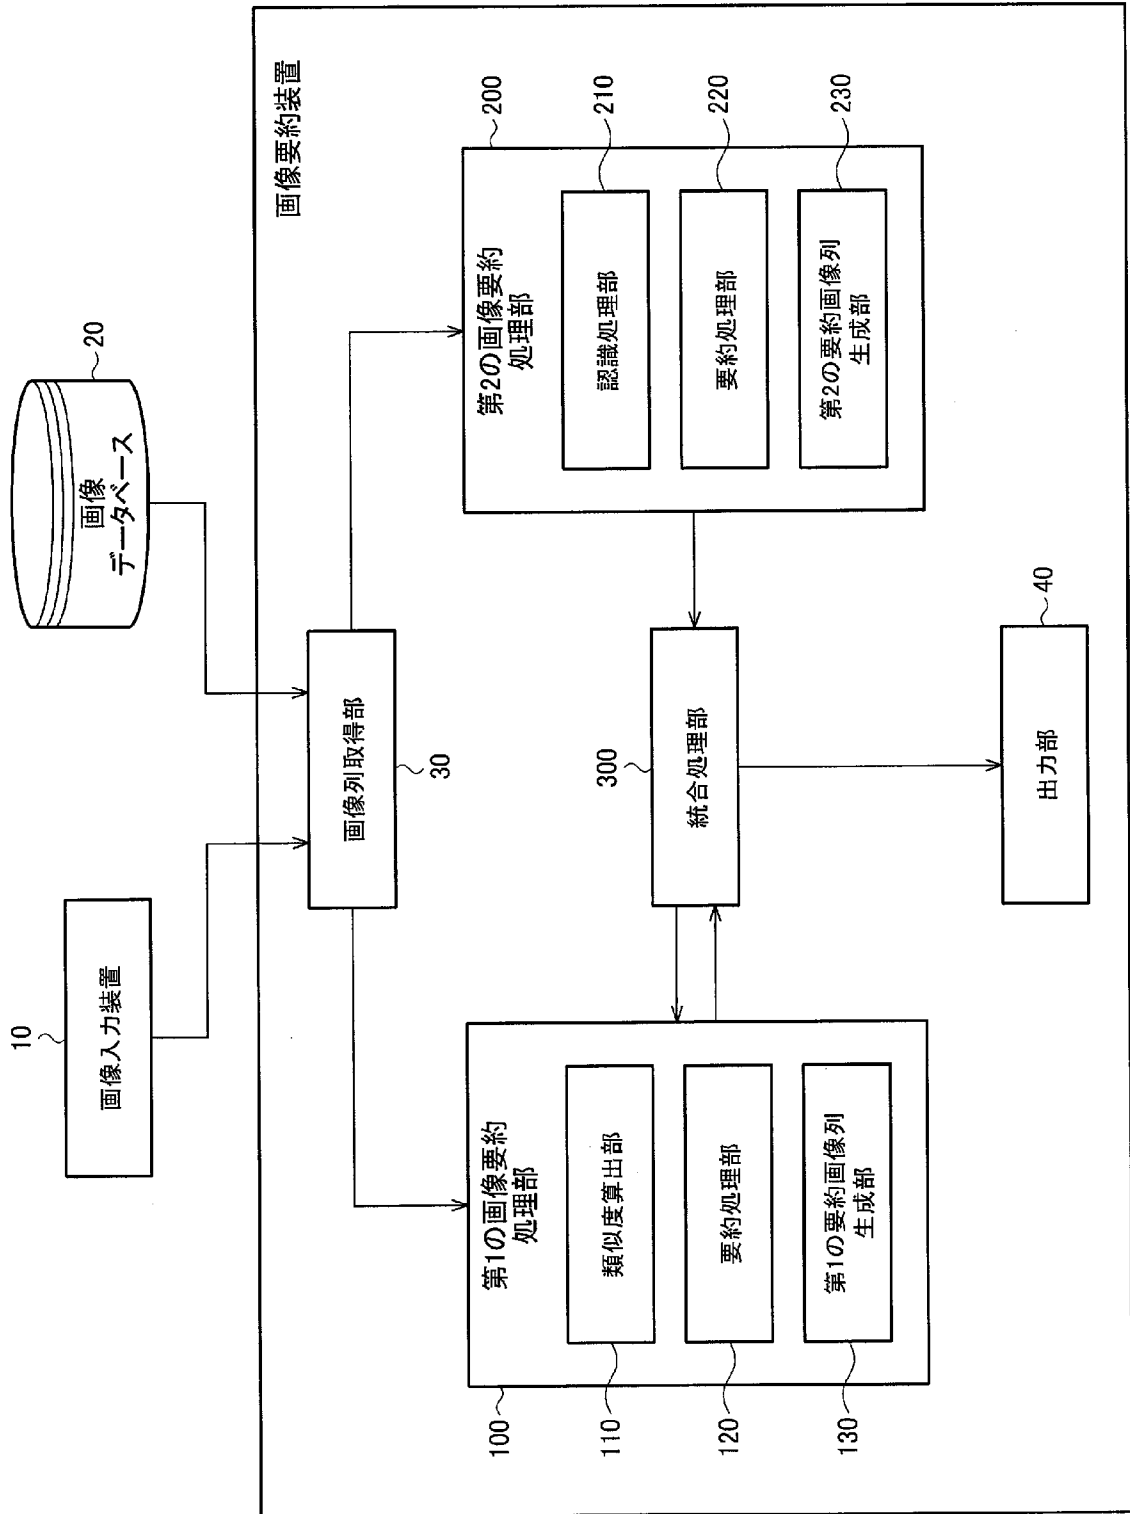 10
画像入力装置
20
画像
データベース
画像要約装置
画像列取得部
30
100
第1の画像要約
処理部
110
類似度算出部
120
要約処理部
130
第1の要約画像列
生成部
300
統合処理部
200
第2の画像要約
処理部
210
認識処理部
220
要約処理部
230
第2の要約画像列
生成部
40
出力部